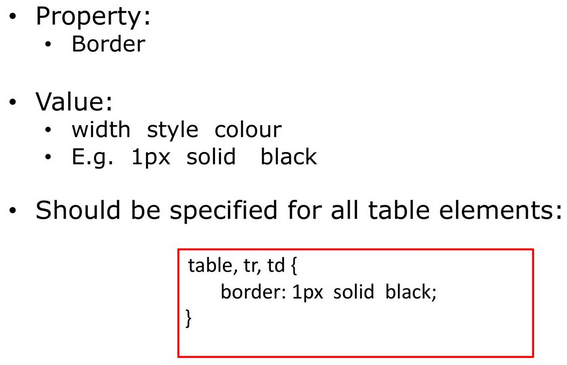 • Property:
• Border
• Value:
• width style colour
• E.g. 1px solid black
• Should be specified for all table elements:
table, tr, td {
border: 1px solid black;
}